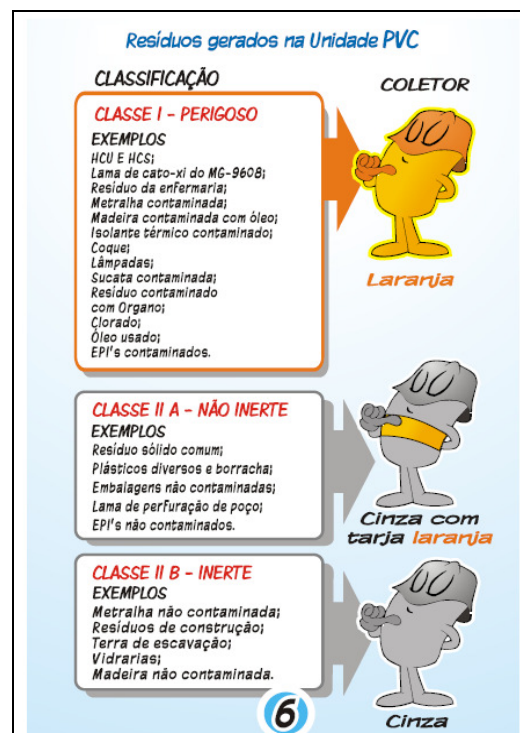 Resíduos gerados na Unidade PVC
CLASSIFICAÇÃO
COLETOR
CLASSE I - PERIGOSO
EXEMPLOS
HCU E HCS;
Lama de cato-xi do MG-9608;
Resíduo da enfermaria;
Metralha contaminada;
Madeira contaminada com óleo;
Isolante térmico contaminado;
Coque;
Lâmpadas;
Sucata contaminada;
Resíduo contaminado
com Organo;
Clorado;
Óleo usado;
EPI's contaminados.
Laranja
CLASSE II A - NÃO INERTE
EXEMPLOS
Resíduo sólido comum;
Plásticos diversos e borracha;
Embalagens não contaminadas;
Lama de perfuração de poço;
EPI's não contaminados.
Cinza com
tarja laranja
CLASSE II B - INERTE
EXEMPLOS
Metralha não contaminada;
Resíduos de construção;
Terra de escavação;
Vidrarias;
Madeira não contaminada.
Cinza
6